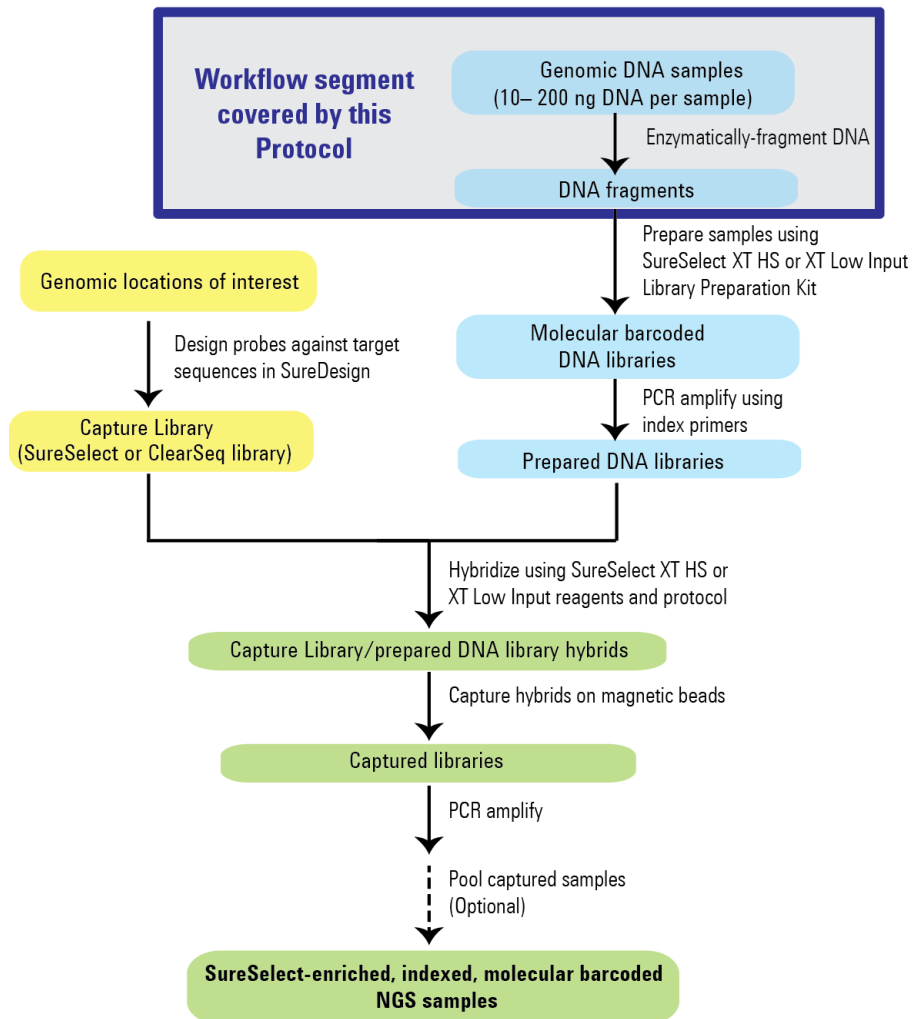 Workflow segment
covered by this
Protocol
Genomic DNA samples
(10– 200 ng DNA per sample)
Enzymatically-fragment DNA
DNA fragments
Prepare samples using
SureSelect XT HS or XT Low Input
Library Preparation Kit
Genomic locations of interest
Design probes against target
sequences in SureDesign
Molecular barcoded
DNA libraries
PCR amplify using
index primers
Capture Library
(SureSelect or ClearSeq library)
Prepared DNA libraries
Hybridize using SureSelect XT HS or
XT Low Input reagents and protocol
Capture Library/prepared DNA library hybrids
Capture hybrids on magnetic beads
Captured libraries
PCR amplify
Pool captured samples
(Optional)
SureSelect-enriched, indexed, molecular barcoded
NGS samples